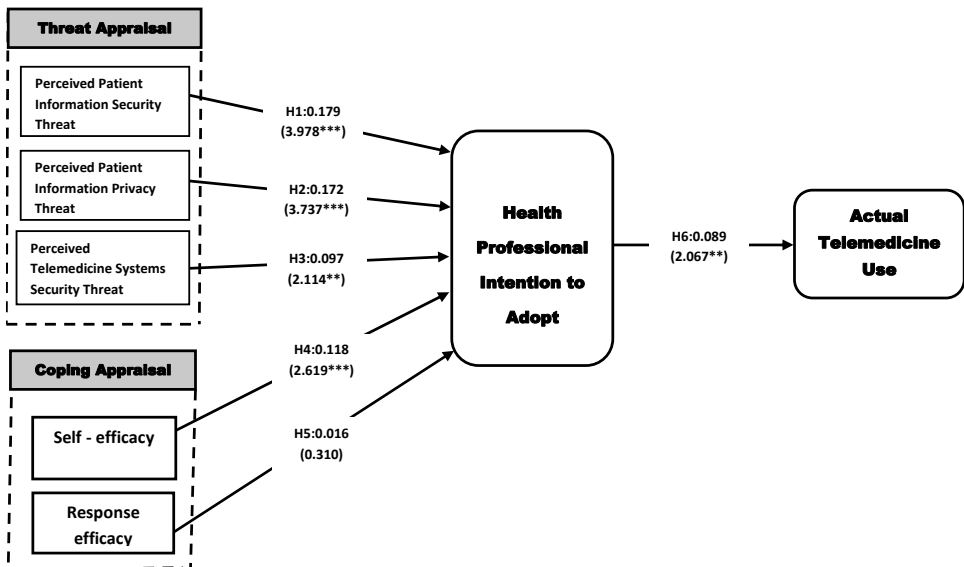 Threat Appraisal
Perceived Patient
Information Security
Threat
Perceived Patient
Information Privacy
Threat
Perceived
Telemedicine Systems
Security Threat
H1:0.179
(3.978***)
H2:0.172
(3.737***)
H3:0.097
(2.114**)
H4:0.118
(2.619***)
H5:0.016
(0.310)
Coping Appraisal
Self - efficacy
Response
efficacy
Health
Professional
Intention to
Adopt
H6:0.089
(2.067**)
Actual
Telemedicine
Use